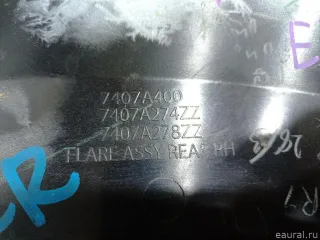 7407A400
7407A274ZZ
7407A278ZZ
FLARE ASSY REAR RH
E
R
eaural.ru